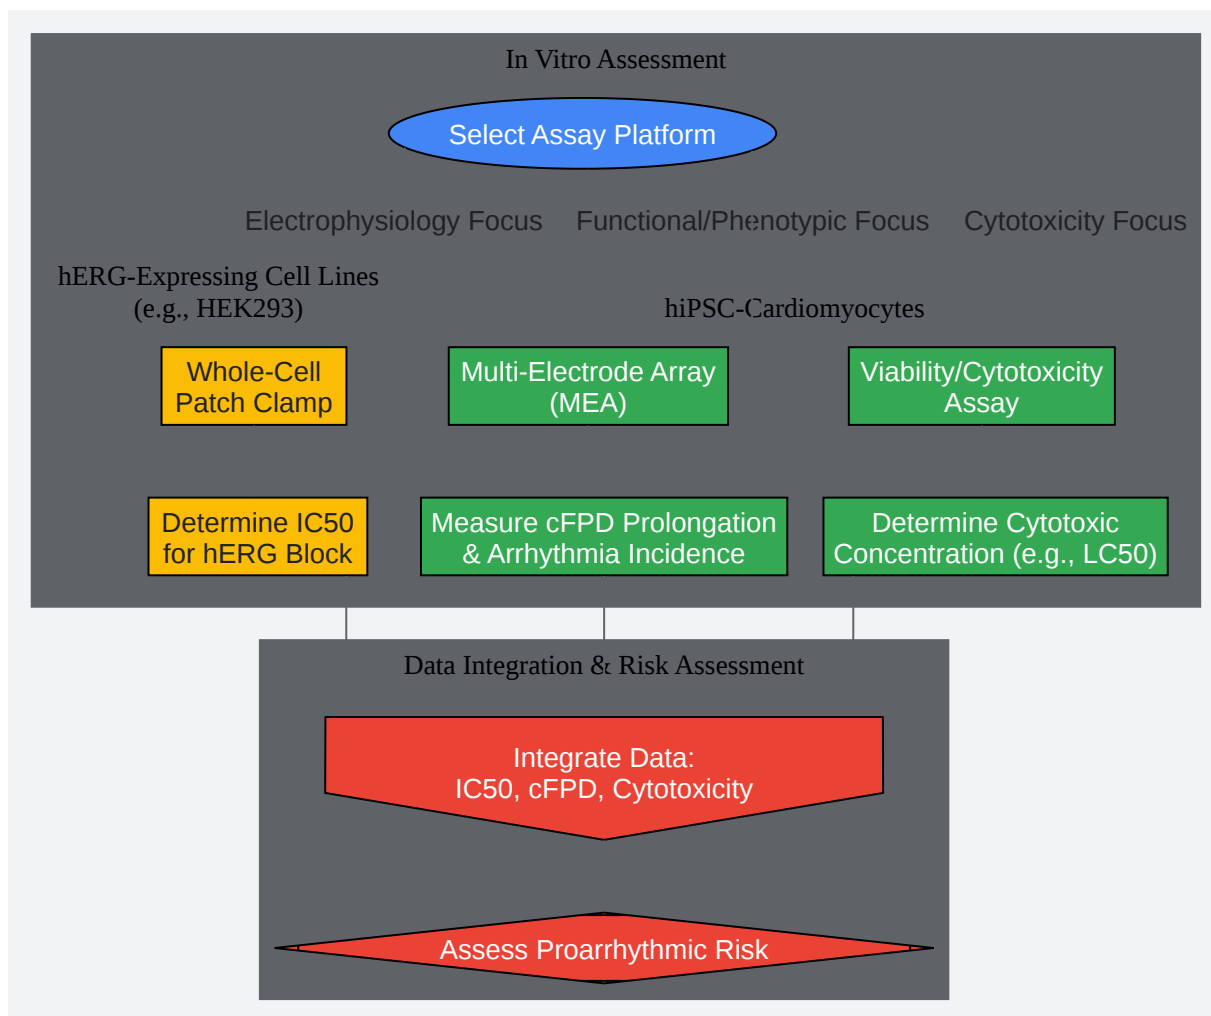 In Vitro Assessment
Select Assay Platform
Electrophysiology Focus
Functional/Phenotypic Focus
Cytotoxicity Focus
hERG-Expressing Cell Lines
(e.g., HEK293)
hiPSC-Cardiomyocytes
Whole-Cell
Patch Clamp
Multi-Electrode Array
(MEA)
Viability/Cytotoxicity
Assay
Determine IC50
for hERG Block
Measure cFPD Prolongation
& Arrhythmia Incidence
Determine Cytotoxic
Concentration (e.g., LC50)
Data Integration & Risk Assessment
Integrate Data:
IC50, cFPD, Cytotoxicity
Assess Proarrhythmic Risk